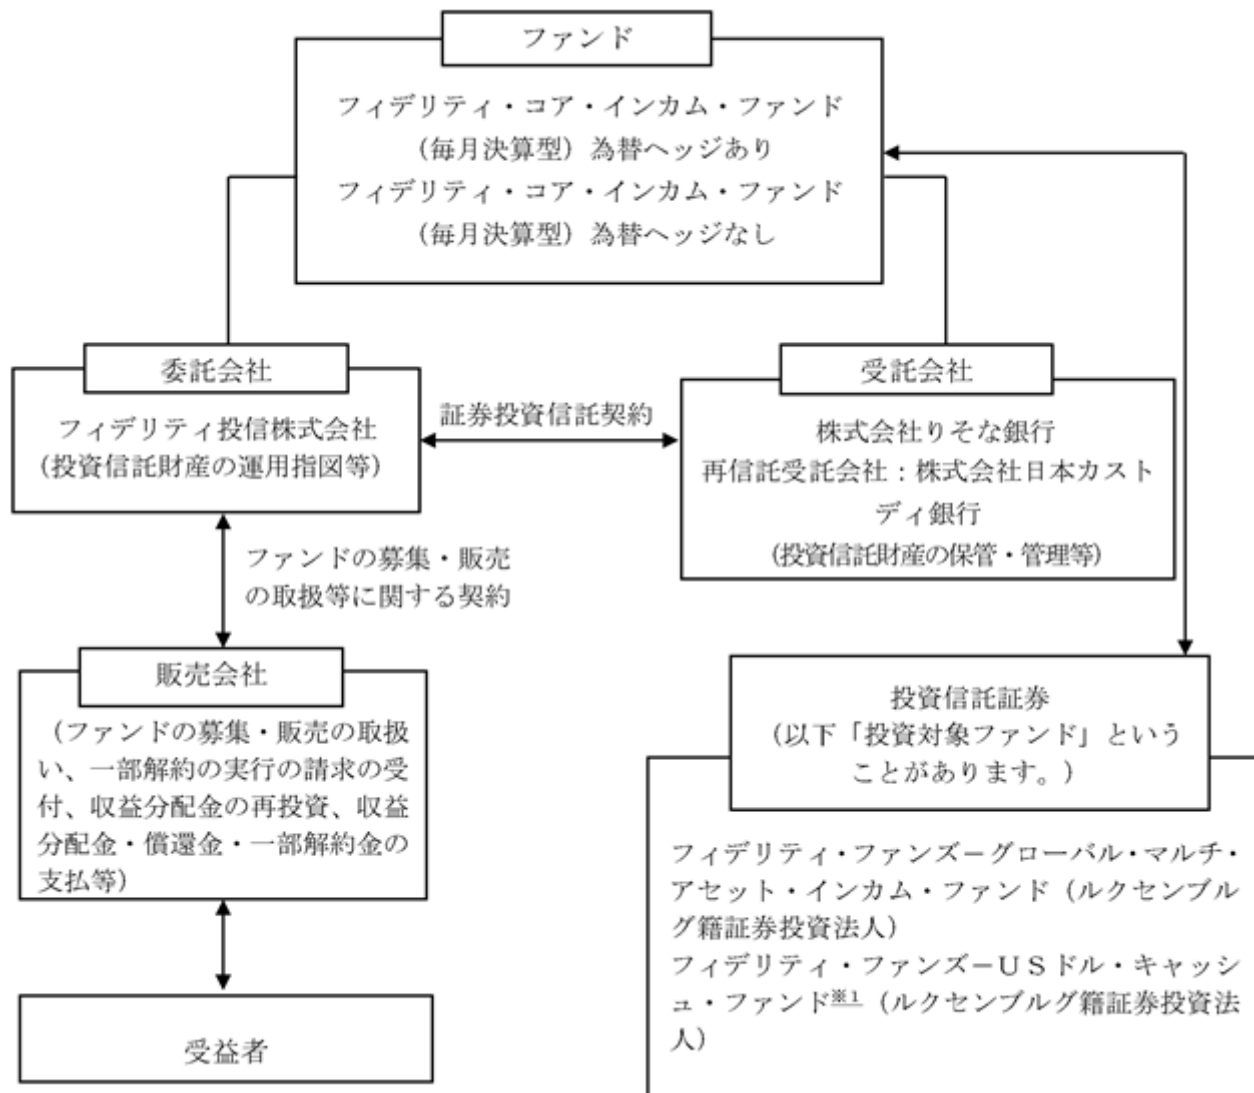 ファンド
フィデリティ・コア・インカム・ファンド
（毎月決算型）為替ヘッジあり
フィデリティ・コア・インカム・ファンド
（毎月決算型）為替ヘッジなし
委託会社
フィデリティ投信株式会社
（投資信託財産の運用指図等）
証券投資信託契約
受託会社
株式会社りそな銀行
再信託受託会社：株式会社日本カスト
ディ銀行
（投資信託財産の保管・管理等）
ファンドの募集・販売
の取扱等に関する契約
販売会社
（ファンドの募集・販売の取扱
い、一部解約の実行の請求の受
付、収益分配金の再投資、収益
分配金・償還金・一部解約金の
支払等）
受益者
投資信託証券
（以下「投資対象ファンド」という
ことがあります。）
フィデリティ・ファンズ－グローバル・マルチ・
アセット・インカム・ファンド（ルクセンブル
グ籍証券投資法人）
フィデリティ・ファンズ－ＵＳドル・キャッシ
ュ・ファンド※１（ルクセンブルグ籍証券投資法
人）